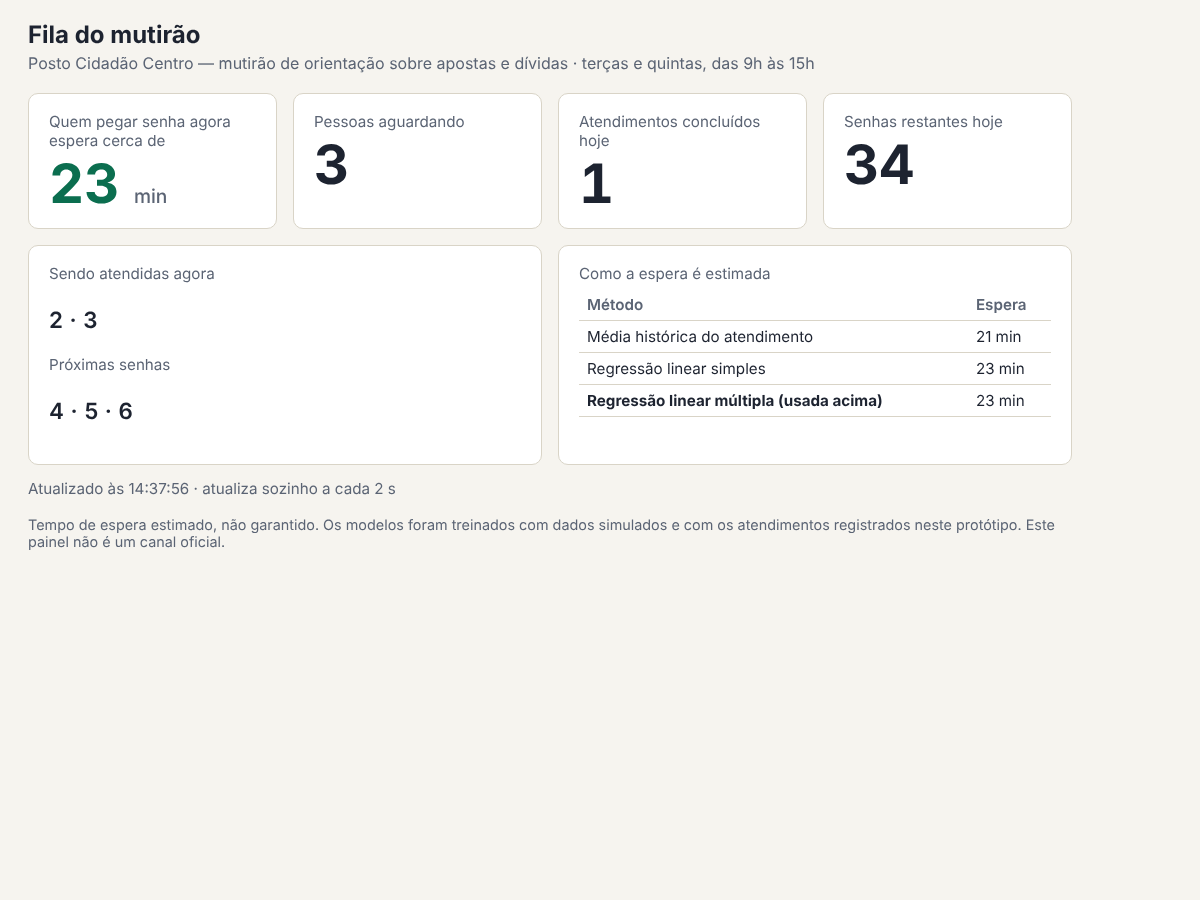 Fila do mutirão
Posto Cidadão Centro — mutirão de orientação sobre apostas e dívidas · terças e quintas, das 9h às 15h
Quem pegar senha agora
espera cerca de
23 min
Pessoas aguardando
3
Atendimentos concluídos
hoje
1
Senhas restantes hoje
34
Sendo atendidas agora
2 · 3
Próximas senhas
4 · 5 · 6
Como a espera é estimada
Método Espera
Média histórica do atendimento 21 min
Regressão linear simples 23 min
Regressão linear múltipla (usada acima) 23 min
Atualizado às 14:37:56 · atualiza sozinho a cada 2 s
Tempo de espera estimado, não garantido. Os modelos foram treinados com dados simulados e com os atendimentos registrados neste protótipo. Este
painel não é um canal oficial.